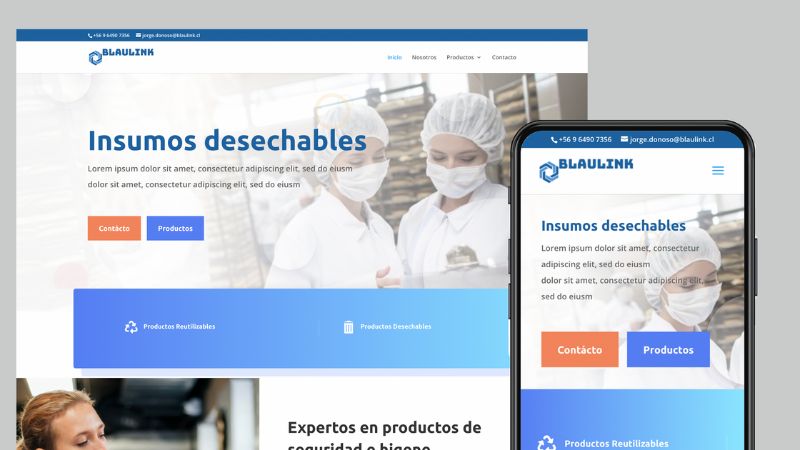 +56 9 6490 7356 jorge.donoso@blaulink.cl
BLAULINK
Inicio Nosotros Productos Contacto
Insumos desechables
Lorem ipsum dolor sit amet, consectetur adipiscing elit, sed do eiusm
dolor sit amet, consectetur adipiscing elit, sed do eiusm
Contácto Productos
Productos Reutilizables Productos Desechables
Expertos en productos de
seguridad e higiene
+56 9 6490 7356 jorge.donoso@blaulink.cl
BLAULINK
Insumos desechables
Lorem ipsum dolor sit amet, consectetur
adipiscing elit, sed do eiusm
dolor sit amet, consectetur adipiscing elit,
sed do eiusm
Contácto Productos
Productos Reutilizables